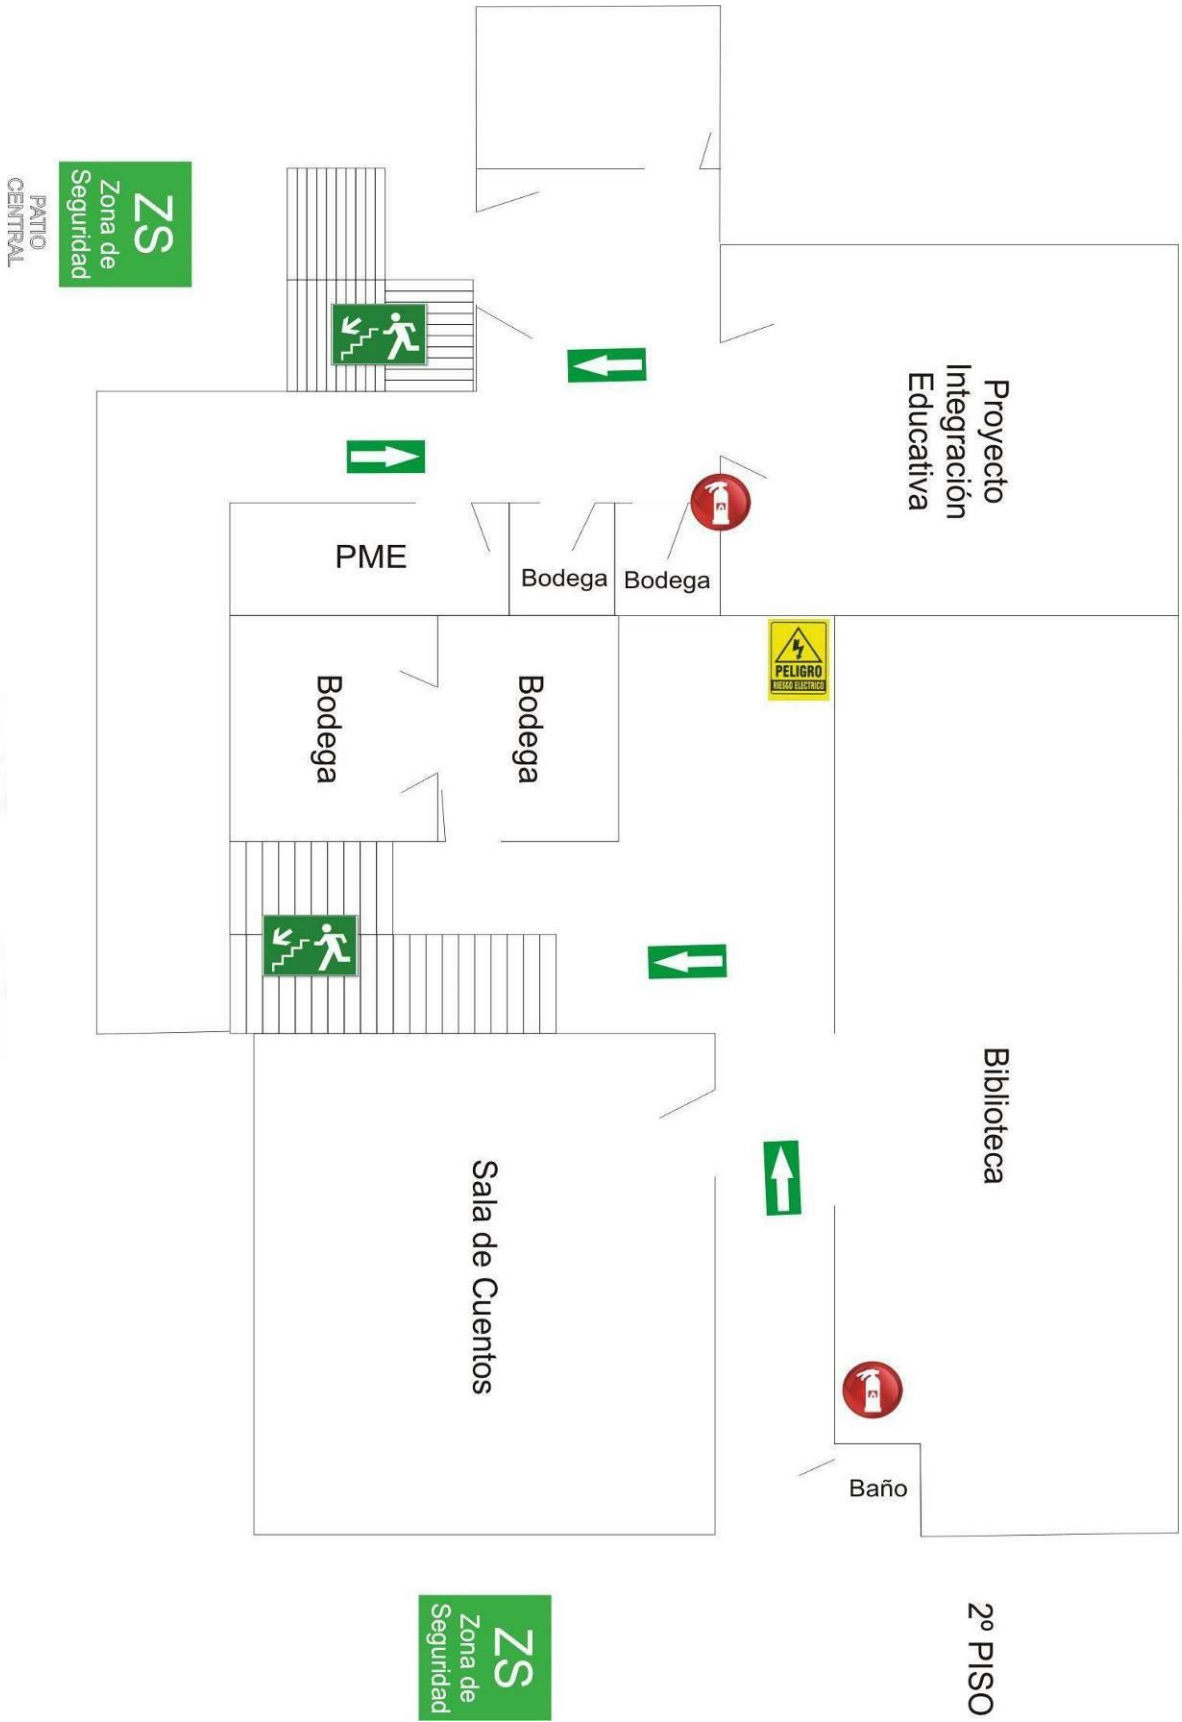 2º PISO
Proyecto
Integración
Educativa
PME
Bodega
Bodega
Bodega
Bodega
PELIGRO
RIESGO ELECTRICO
Biblioteca
Sala de Cuentos
Baño
ZS
Zona de
Seguridad
PATIO
CENTRAL
ZS
Zona de
Seguridad
A
A